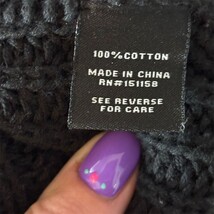 100% COTTON
MADE IN CHINA
RN#151158
SEE REVERSE
FOR CARE